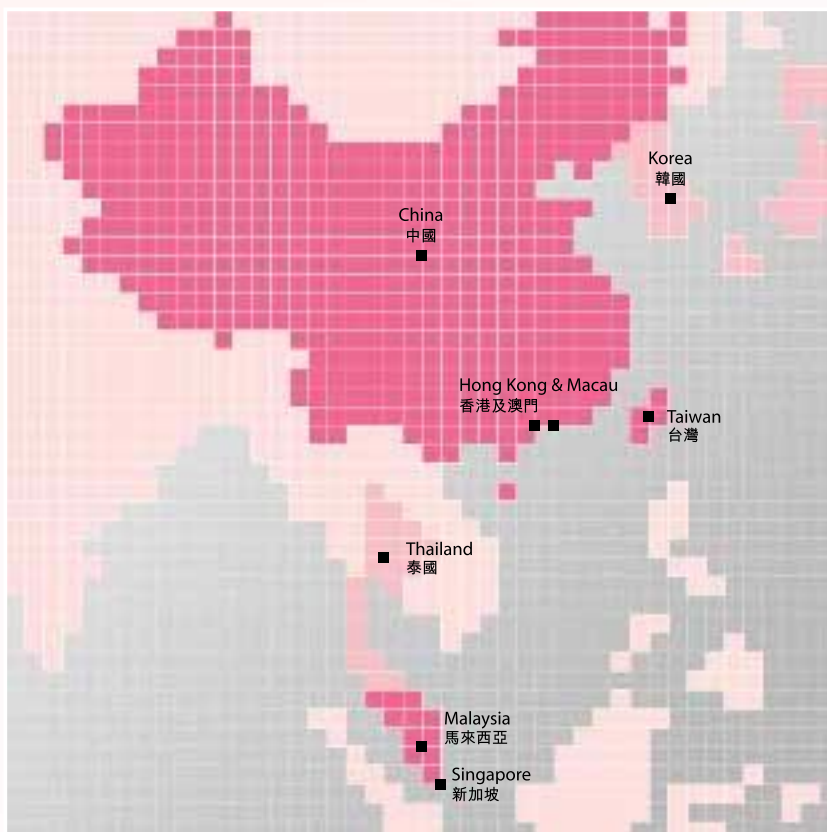 Korea
韓國
China
中國
Hong Kong & Macau
香港及澳門
Taiwan
台灣
Thailand
泰國
Malaysia
馬來西亞
Singapore
新加坡